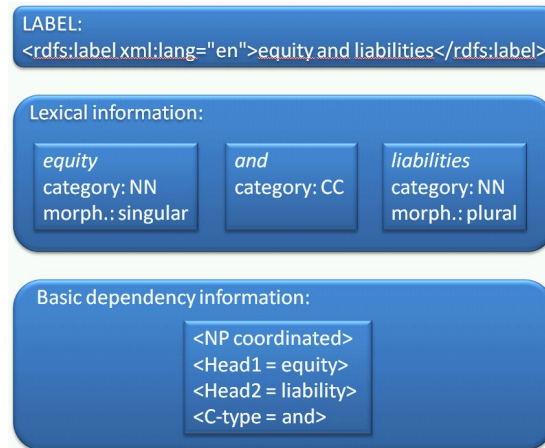 LABEL:
<rdfs:label xml:lang="en">equity and liabilities</rdfs:label>
Lexical information:
equity
category: NN
morph.: singular
and
category: CC
liabilities
category: NN
morph.: plural
Basic dependency information:
<NP coordinated>
<Head1 = equity>
<Head2 = liability>
<C-type = and>